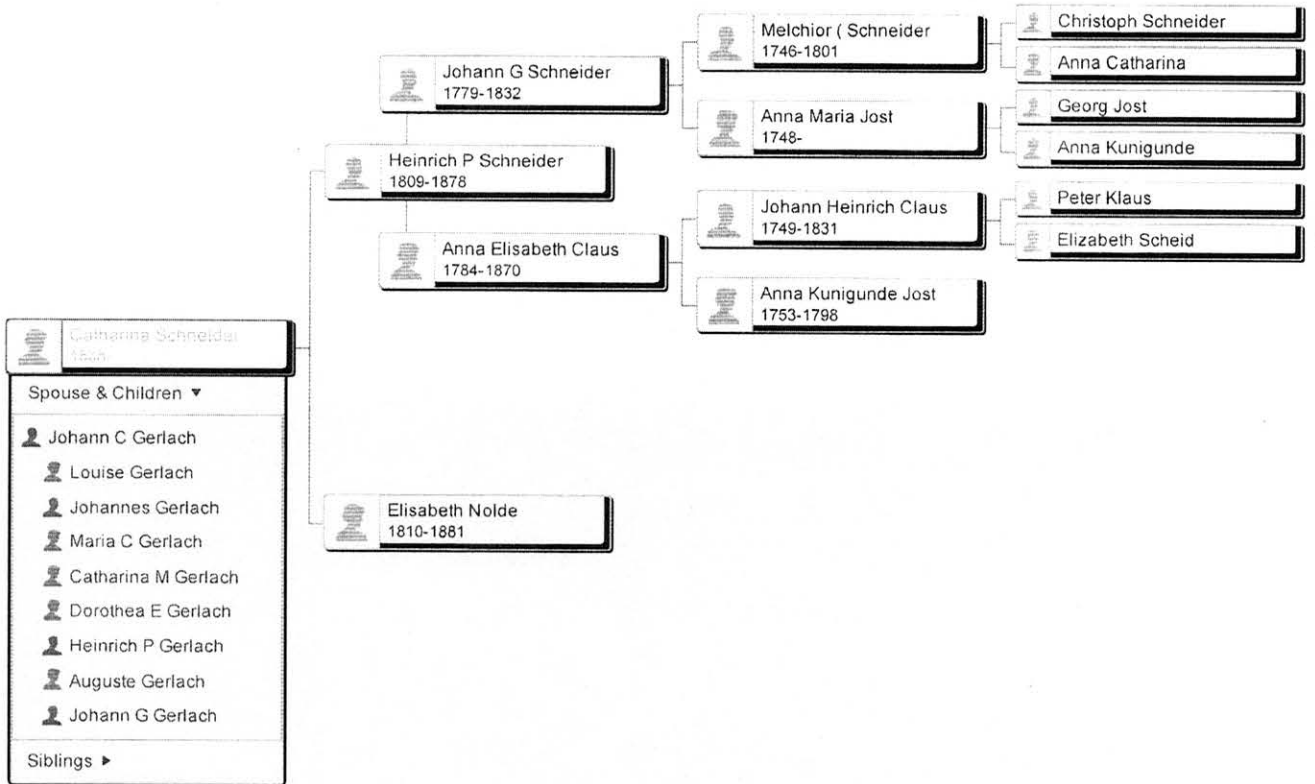 Melchior ( Schneider
1746-1801
Christoph Schneider
Anna Catharina
Johann G Schneider
1779-1832
Anna Maria Jost
1748-
Georg Jost
Anna Kunigunde
Heinrich P Schneider
1809-1878
Johann Heinrich Claus
1749-1831
Peter Klaus
Elizabeth Scheid
Anna Elisabeth Claus
1784-1870
Anna Kunigunde Jost
1753-1798
Catharina Schneider
Spouse & Children ▼
Johann C Gerlach
Louise Gerlach
Johannes Gerlach
Maria C Gerlach
Catharina M Gerlach
Dorothea E Gerlach
Heinrich P Gerlach
Auguste Gerlach
Johann G Gerlach
Siblings ►
Elisabeth Nolde
1810-1881